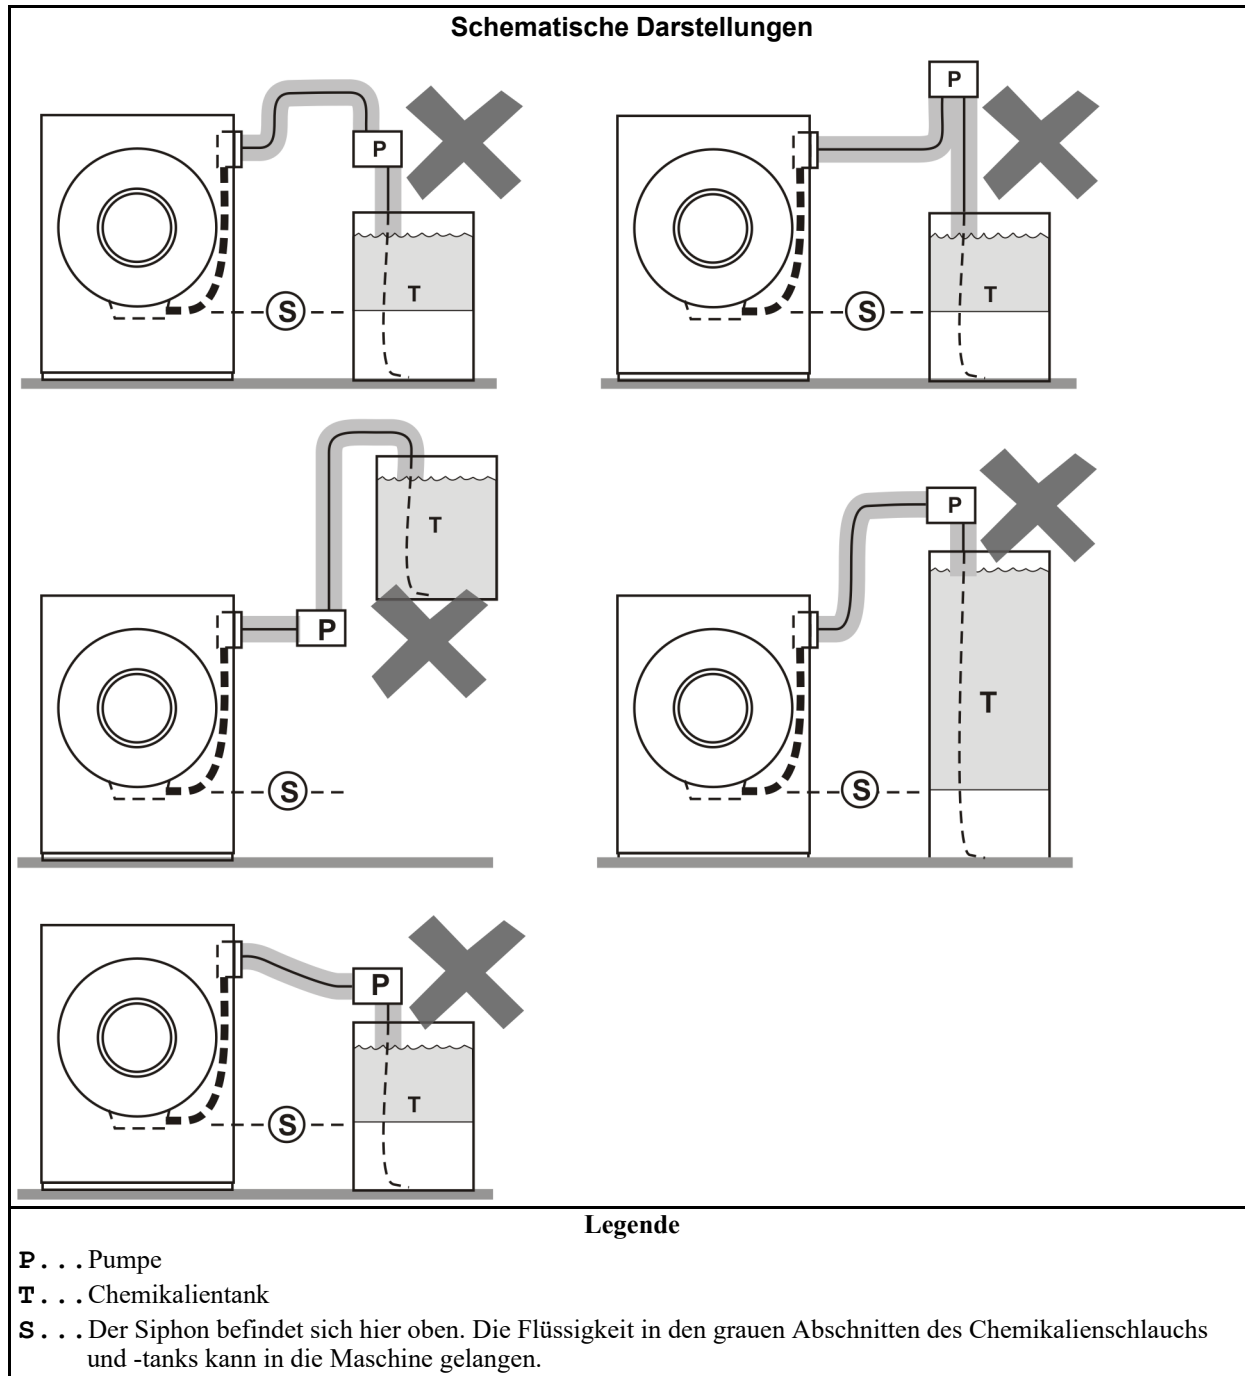 Schematische Darstellungen
P
T
S
P
T
S
T
P
S
P
T
S
P
T
S
Legende
P...Pumpe
T...Chemikalientank
S...Der Siphon befindet sich hier oben. Die Flüssigkeit in den grauen Abschnitten des Chemikalienschlauchs
und -tanks kann in die Maschine gelangen.